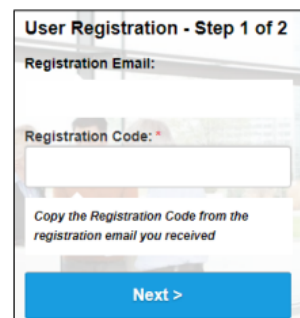 User Registration - Step 1 of 2
Registration Email:
Registration Code: *
Copy the Registration Code from the
registration email you received
Next >